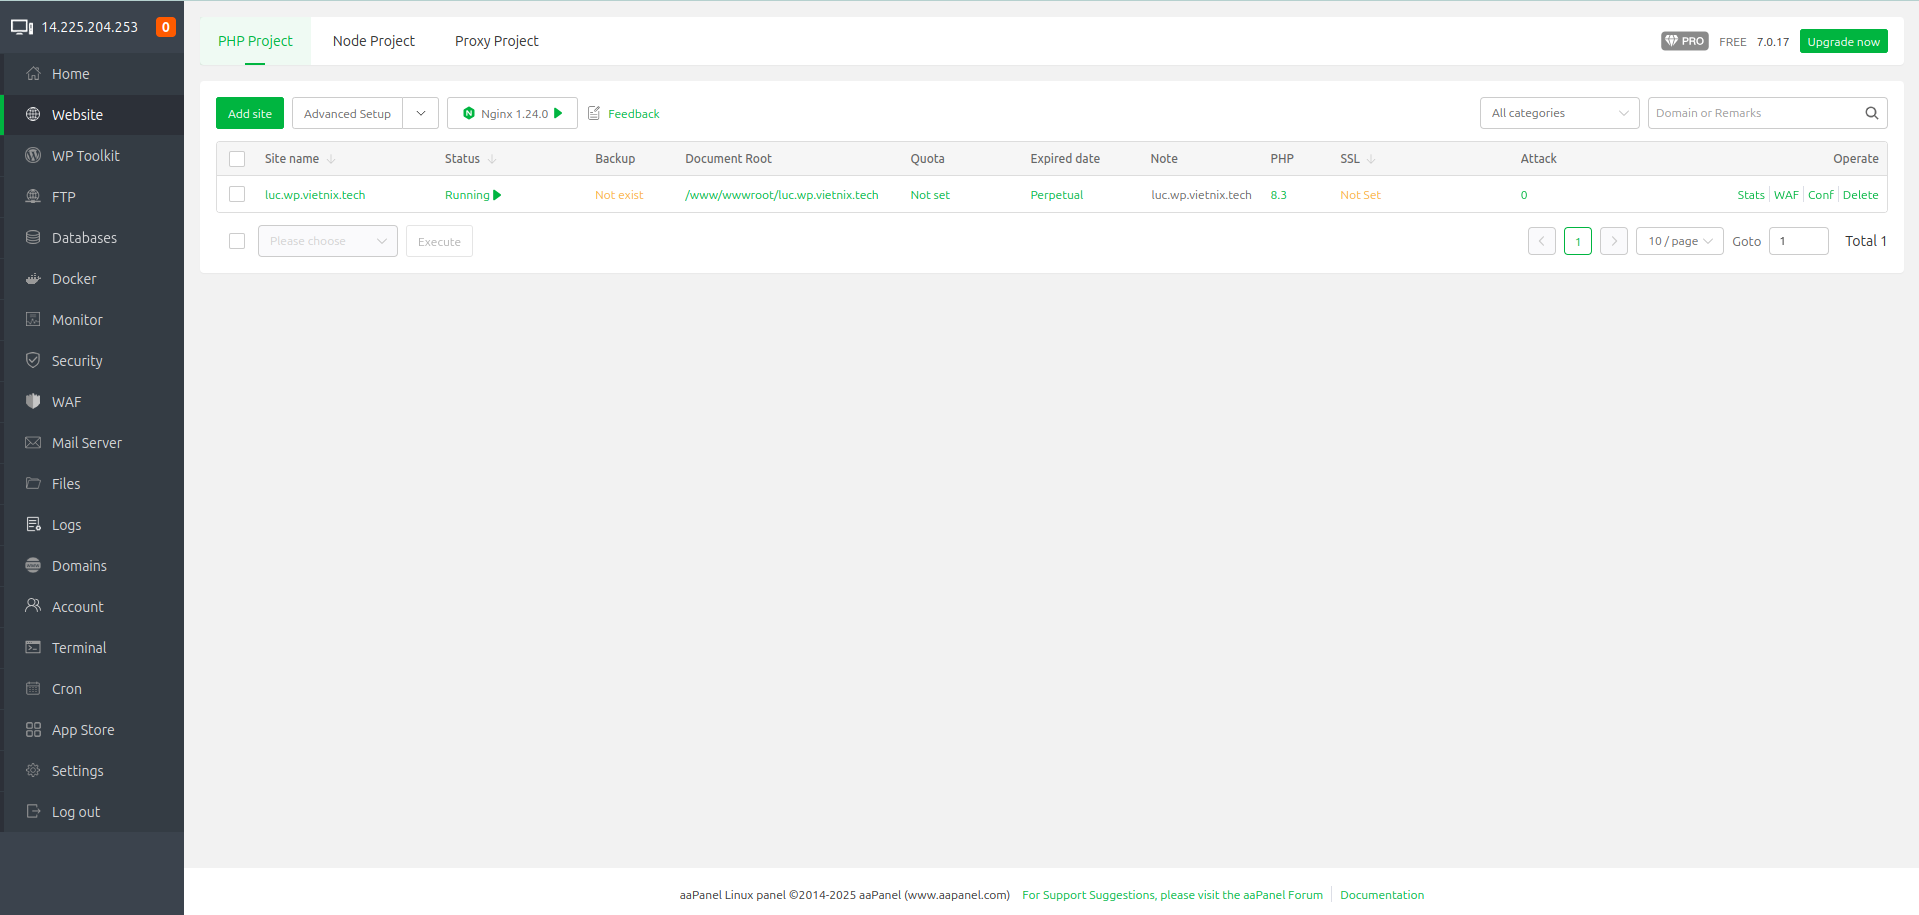 14.225.204.253 0
Home
Website
WP Toolkit
FTP
Databases
Docker
Monitor
Security
WAF
Mail Server
Files
Logs
Domains
Account
Terminal
Cron
App Store
Settings
Log out
PHP Project Node Project Proxy Project PRO FREE 7.0.17 Upgrade now
Add site Advanced Setup Nginx 1.24.0 Feedback All categories Domain or Remarks
Site name Status Backup Document Root Quota Expired date Note PHP SSL Attack Operate
luc.wp.vietnix.tech Running Not exist /www/wwwroot/luc.wp.vietnix.tech Not set Perpetual luc.wp.vietnix.tech 8.3 Not Set 0 Stats WAF Conf Delete
Please choose Execute 1 10 / page Goto 1 Total 1
aaPanel Linux panel ©2014-2025 aaPanel (www.aapanel.com) For Support Suggestions, please visit the aaPanel Forum Documentation